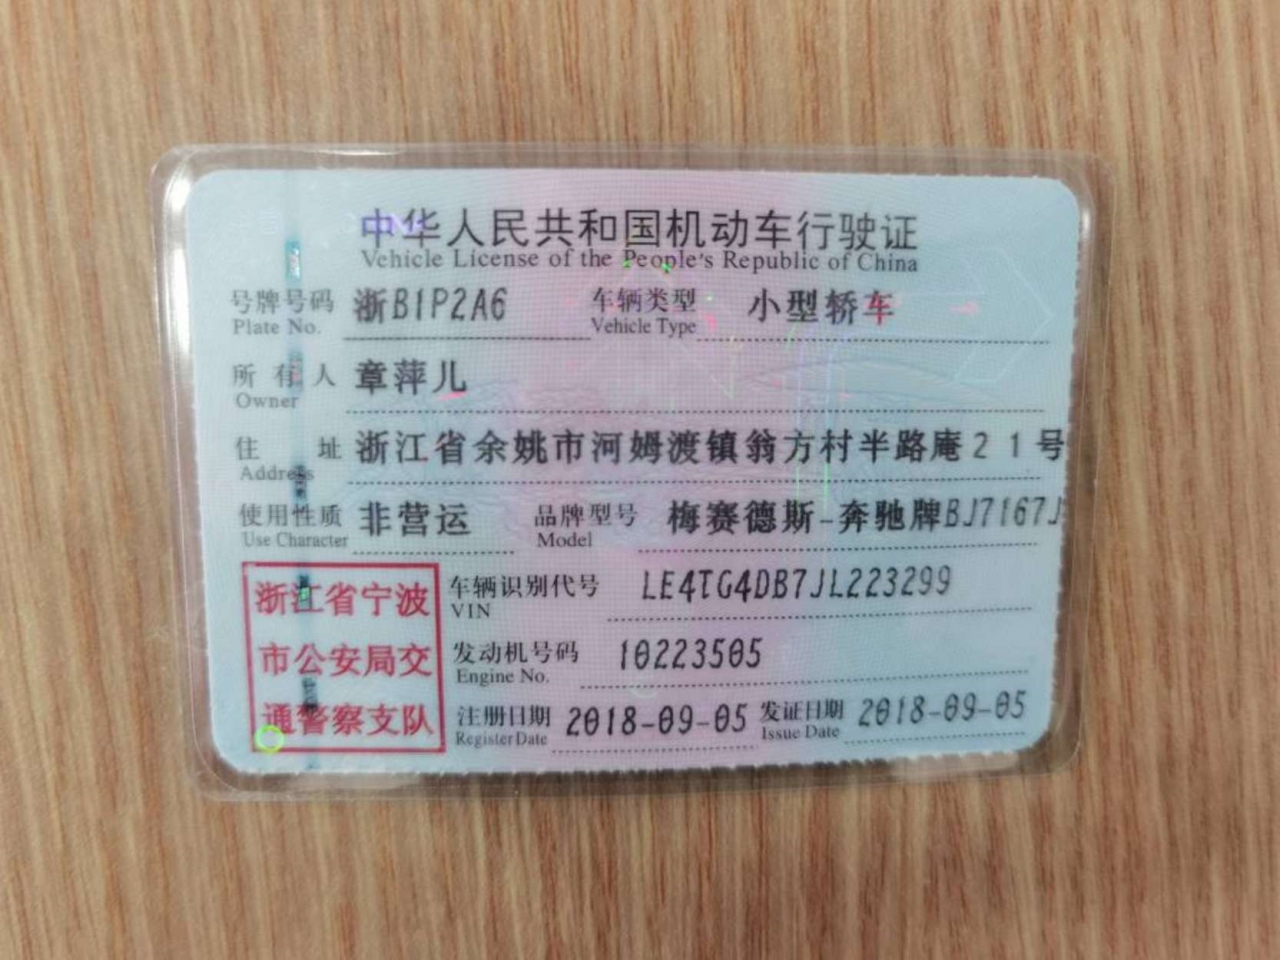 中华人民共和国机动车行驶证
Vehicle License of the People's Republic of China
号牌号码 浙B1P2A6 车辆类型 小型轿车
Plate No. Vehicle Type
所有人 章萍儿
Owner
住址 浙江省余姚市河姆渡镇翁方村半路庵21号
Address
使用性质 非营运 品牌型号 梅赛德斯-奔驰牌BJ7167J
Use Character Model
浙江省宁波 车辆识别代号 LE4TG4DB7JL223299
VIN
市公安局交 发动机号码 10223505
Engine No.
通警察支队 注册日期 2018-09-05 发证日期 2018-09-05
Register Date Issue Date